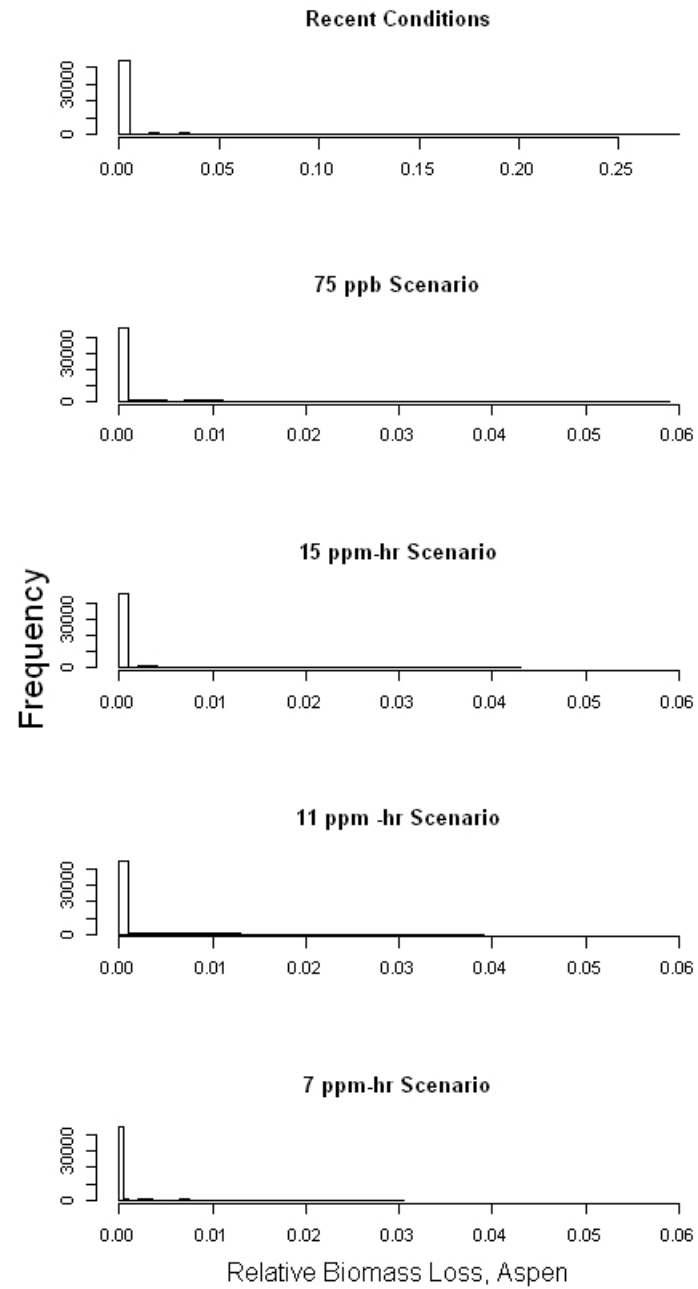 Recent Conditions
30000
0
0.00 0.05 0.10 0.15 0.20 0.25
75 ppb Scenario
30000
0
0.00 0.01 0.02 0.03 0.04 0.05 0.06
15 ppm-hr Scenario
30000
0
0.00 0.01 0.02 0.03 0.04 0.05 0.06
Frequency
11 ppm -hr Scenario
30000
0
0.00 0.01 0.02 0.03 0.04 0.05 0.06
7 ppm-hr Scenario
30000
0
0.00 0.01 0.02 0.03 0.04 0.05 0.06
Relative Biomass Loss, Aspen